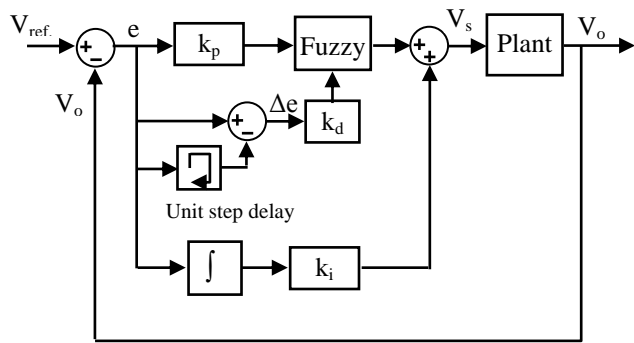 V_ref.
e
k_p
Fuzzy
V_s
Plant
V_o
V_o
Δe
k_d
Unit step delay
∫
k_i